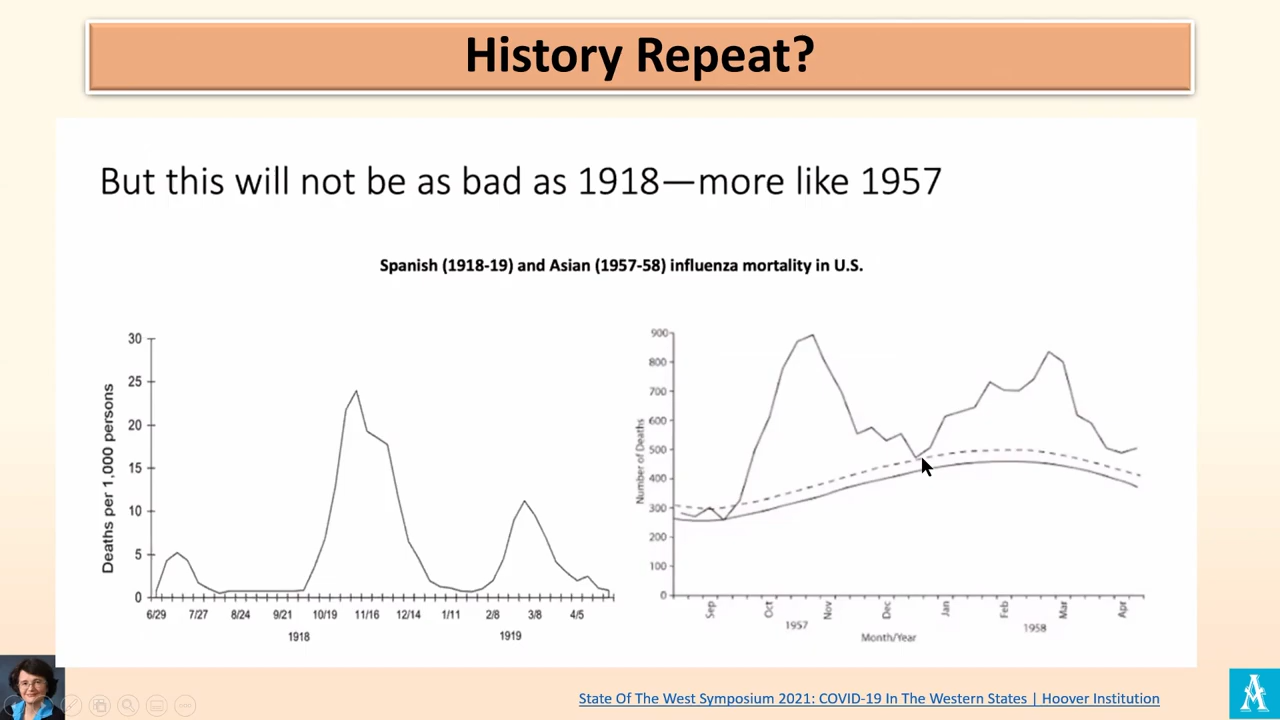 History Repeat?
But this will not be as bad as 1918—more like 1957
Spanish (1918-19) and Asian (1957-58) influenza mortality in U.S.
Deaths per 1,000 persons
30
25
20
15
10
5
0
6/29 7/27 8/24 9/21 10/19 11/16 12/14 1/11 2/8 3/8 4/5
1918 1919
Number of Deaths
900
800
700
600
500
400
300
200
100
0
Sep Oct Nov Dec Jan Feb Mar Apr
1957 1958
Month/Year
State Of The West Symposium 2021: COVID-19 In The Western States | Hoover Institution